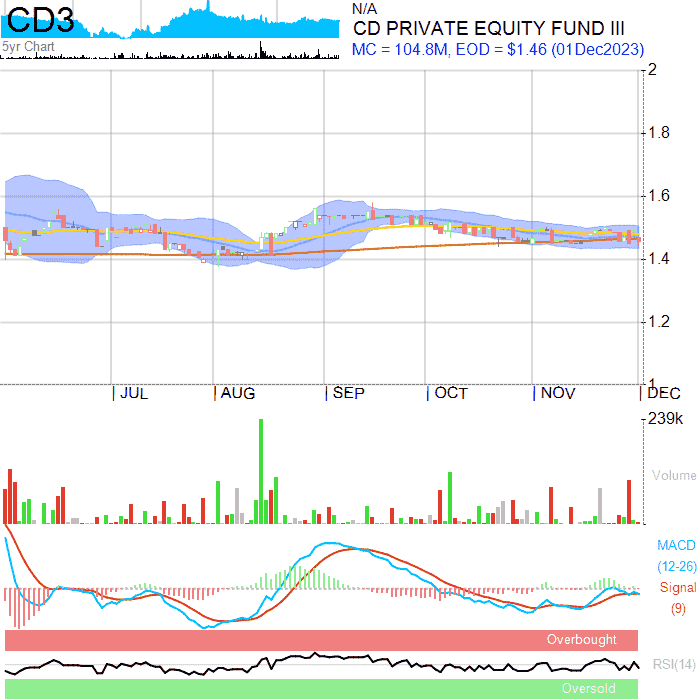 CD3
5yr Chart
N/A
CD PRIVATE EQUITY FUND III
MC = 104.8M, EOD = $1.46 (01Dec2023)
2
1.8
1.6
1.4
1.2
1
JUL AUG SEP OCT NOV DEC
239k
Volume
MACD
(12-26)
Signal
(9)
Overbought
RSI(14)
Oversold